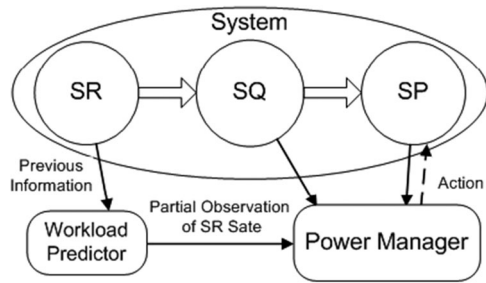 System
SR
SQ
SP
Previous
Information
Action
Partial Observation
of SR Sate
Workload
Predictor
Power Manager